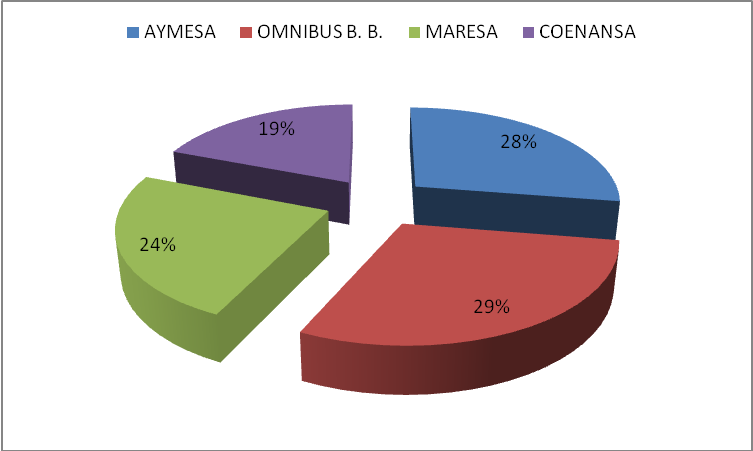 AYMESA OMNIBUS B. B. MARESA COENANSA
19%
28%
24%
29%